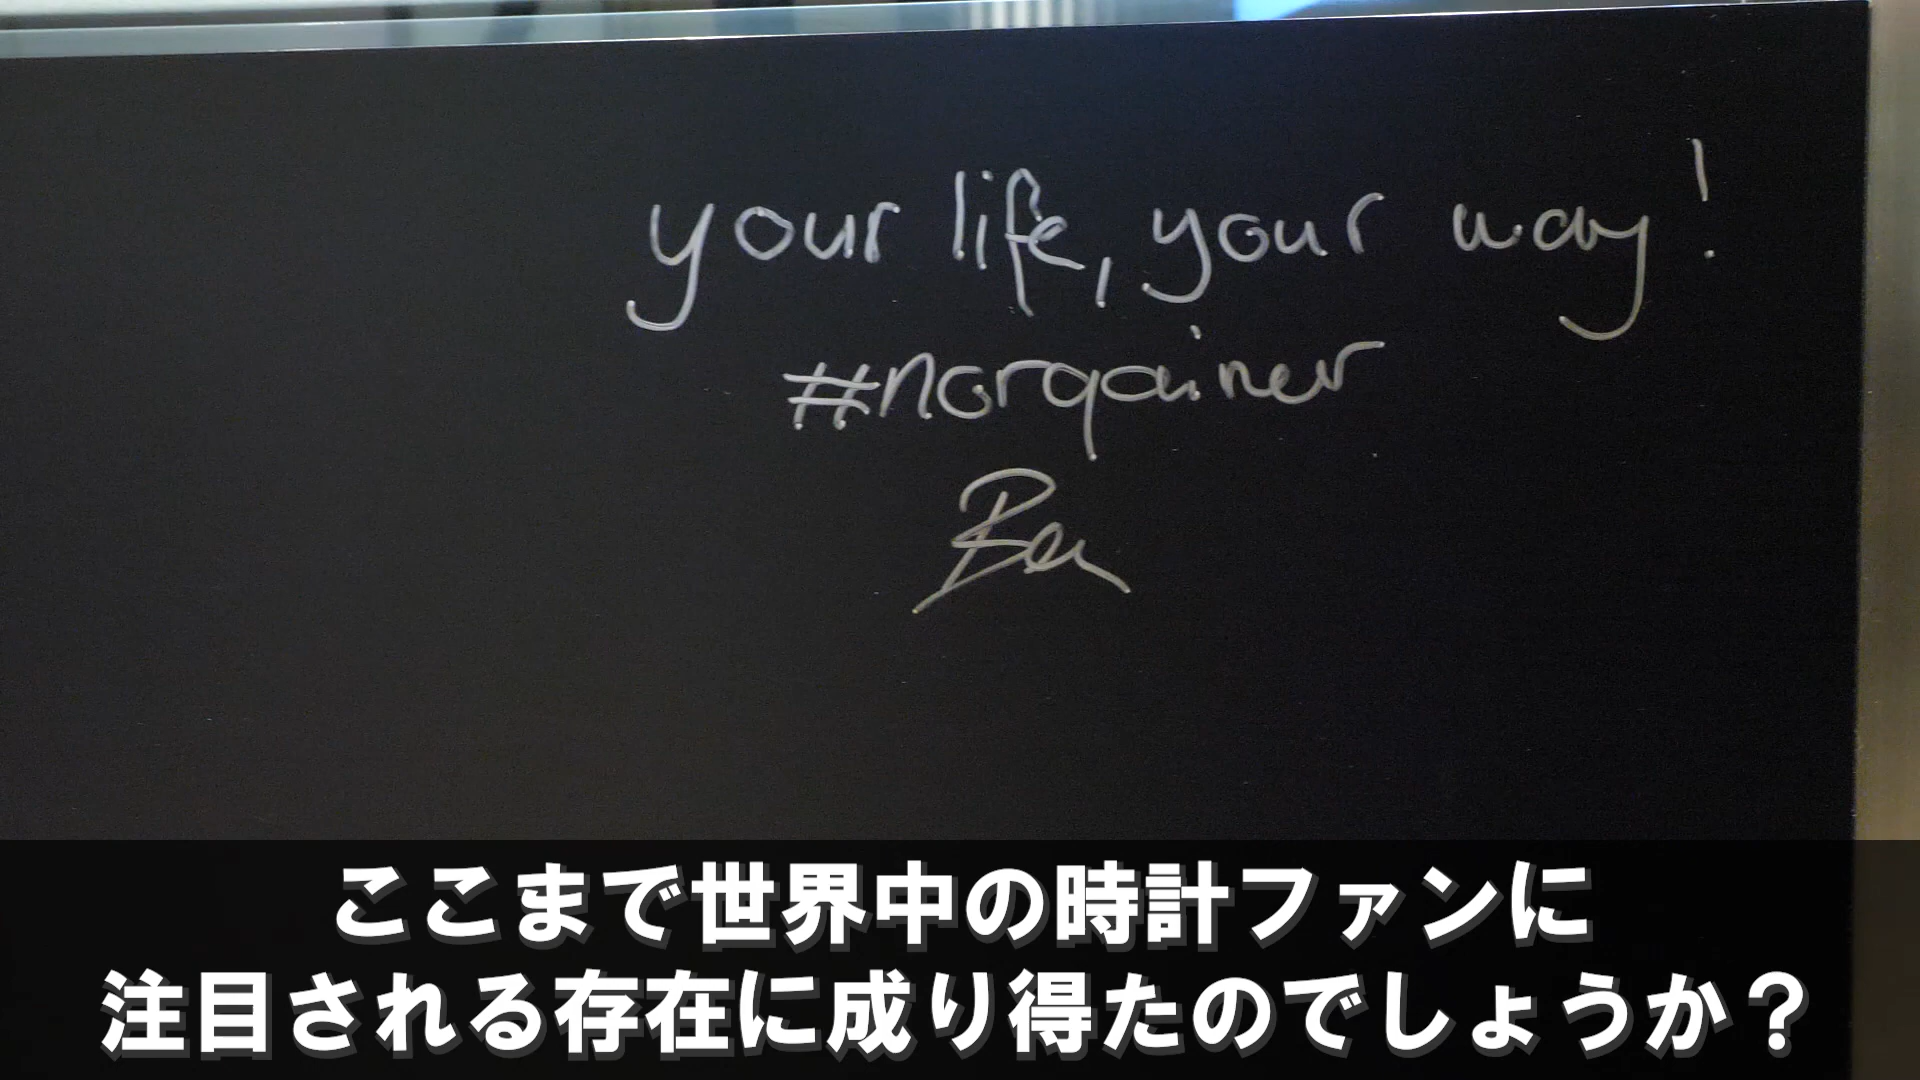 your life, your way!
#norqainer
Ben
ここまで世界中の時計ファンに
注目される存在に成り得たのでしょうか？